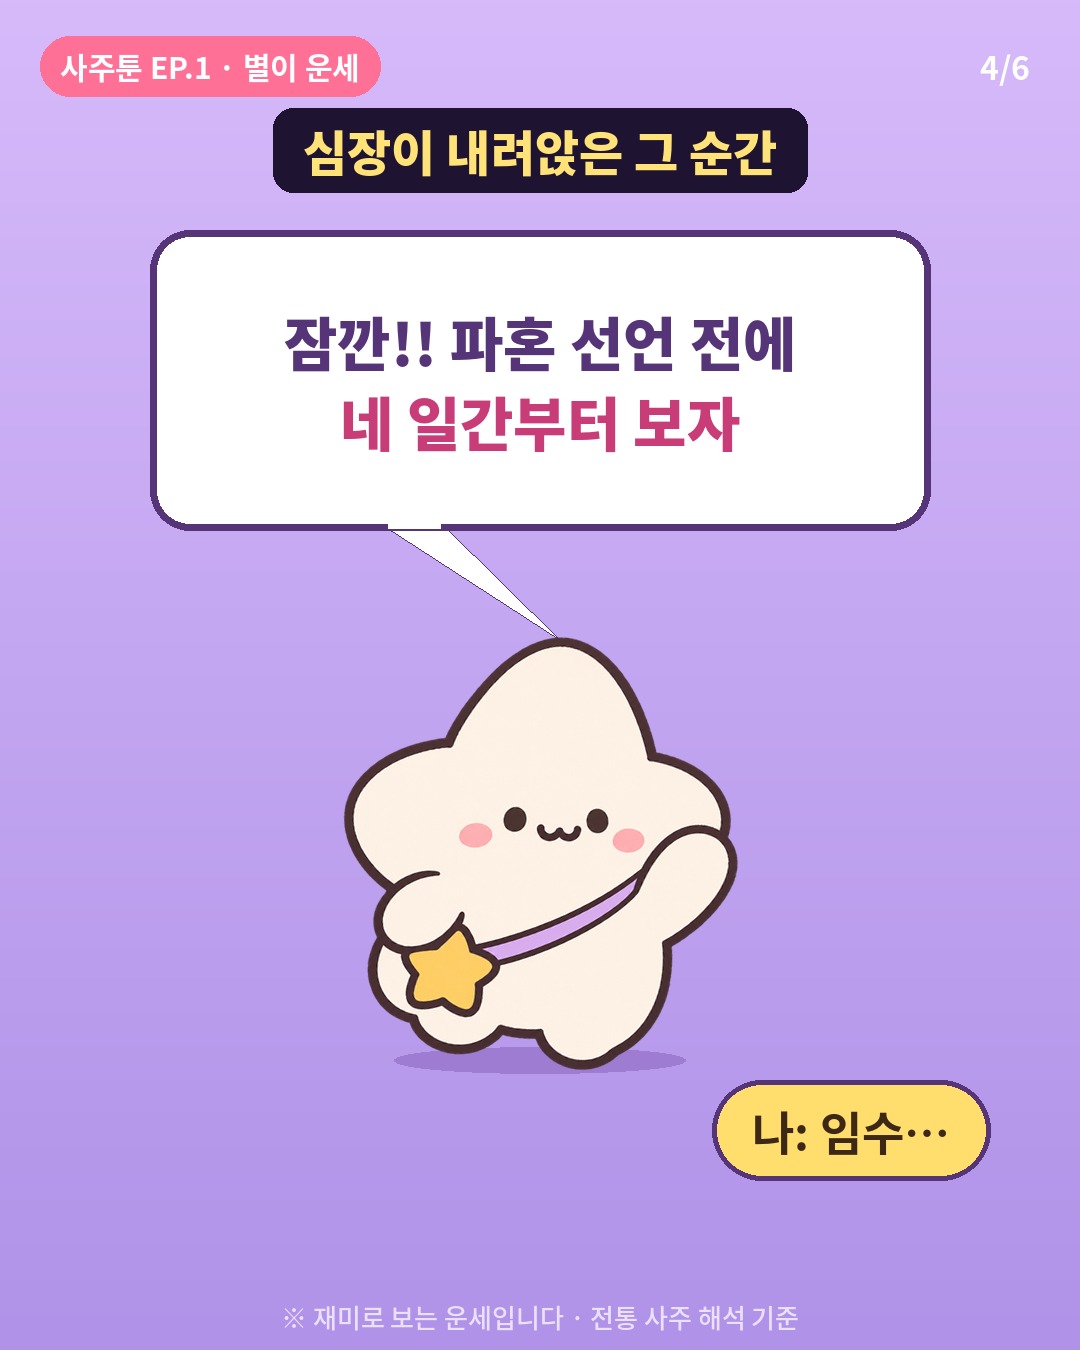 사주툰 EP.1 · 별이 운세
4/6
심장이 내려앉은 그 순간
잠깐!! 파혼 선언 전에
네 일간부터 보자
나: 임수…
※ 재미로 보는 운세입니다 · 전통 사주 해석 기준